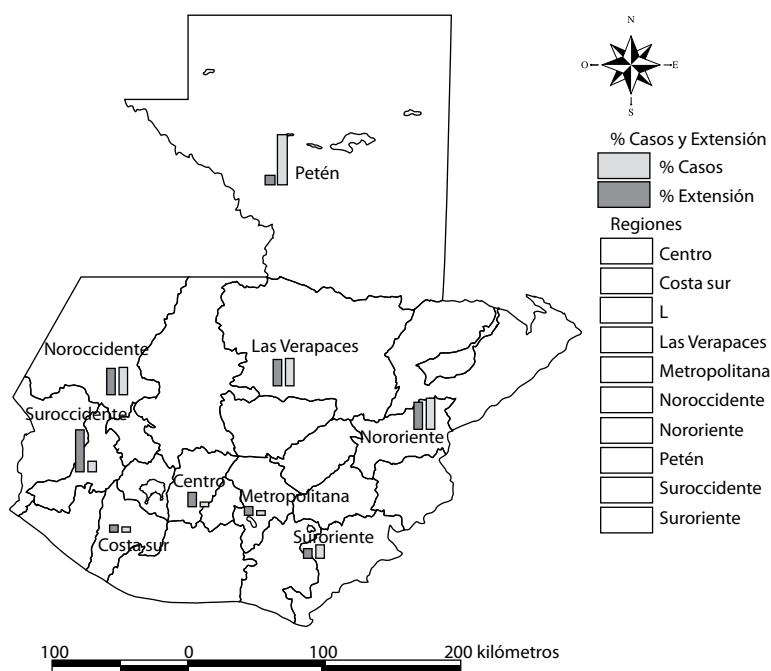 N
O
E
S
% Casos y Extensión
% Casos
% Extensión
Regiones
Centro
Costa sur
L
Las Verapaces
Metropolitana
Noroccidente
Nororiente
Petén
Suroccidente
Suroriente
Petén
Noroccidente
Las Verapaces
Suroccidente
Nororiente
Centro
Metropolitana
Costa sur
Suroriente
100 0 100 200 kilómetros